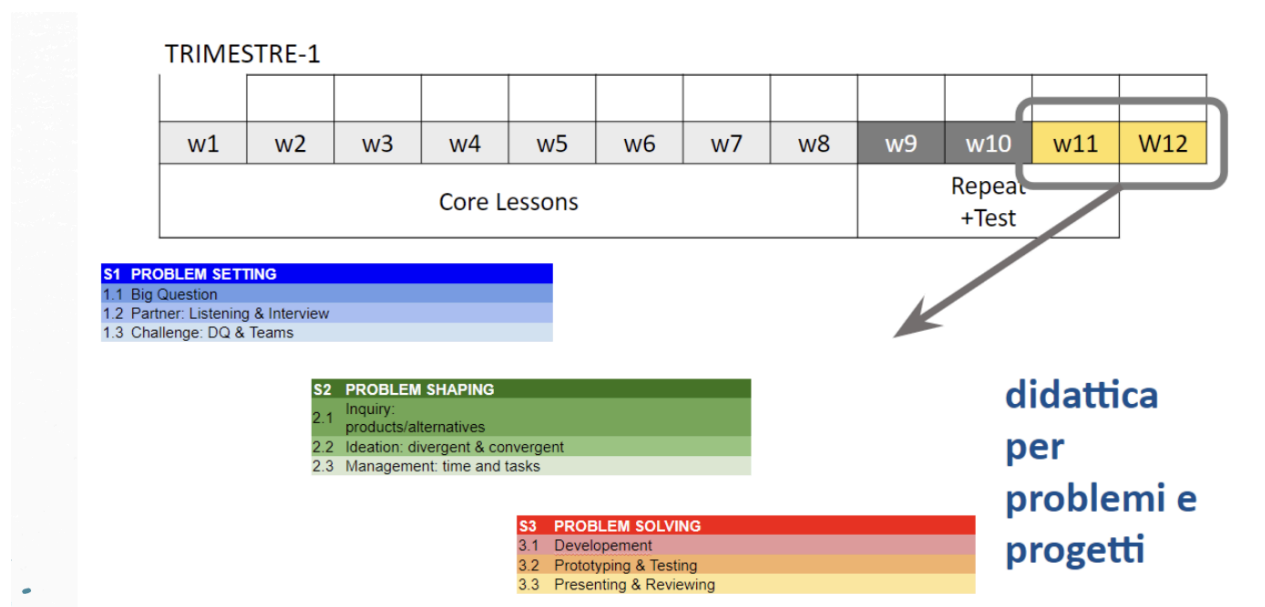 TRIMESTRE-1
w1 w2 w3 w4 w5 w6 w7 w8 w9 w10 w11 W12
Core Lessons
Repeat
+Test
S1 PROBLEM SETTING
1.1 Big Question
1.2 Partner: Listening & Interview
1.3 Challenge: DQ & Teams
S2 PROBLEM SHAPING
2.1 Inquiry:
products/alternatives
2.2 Ideation: divergent & convergent
2.3 Management: time and tasks
S3 PROBLEM SOLVING
3.1 Developement
3.2 Prototyping & Testing
3.3 Presenting & Reviewing
didattica
per
problemi e
progetti